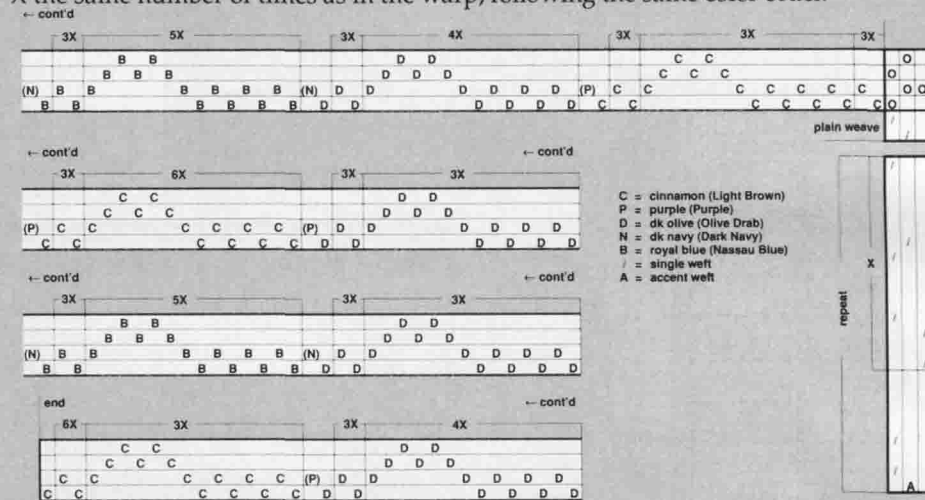 X the same number of times as in the warp, following the same color order.
← cont'd
3X 5X 3X 4X 3X 3X 3X
B B D D C C O
B B B D D D C C C O
(N) B B B B B B (N) D D D D D D (P) C C C C C C C O O
B B B B B B D D D D D D C C C C C C C O
plain weave
← cont'd ← cont'd
3X 6X 3X 3X
C C D D
C C C D D D
(P) C C C C C C (P) D D D D D D
C C C C C C D D D D D D
C = cinnamon (Light Brown)
P = purple (Purple)
D = dk olive (Olive Drab)
N = dk navy (Dark Navy)
B = royal blue (Nassau Blue)
/ = single weft
A = accent weft
X
repeat
← cont'd ← cont'd
3X 5X 3X 3X
B B D D
B B B D D D
(N) B B B B B B (N) D D D D D D
B B B B B B D D D D D D
end ← cont'd
6X 3X 3X 4X
C C D D
C C C D D D
C C C C C C (P) D D D D D D
C C C C C C D D D D D D
A